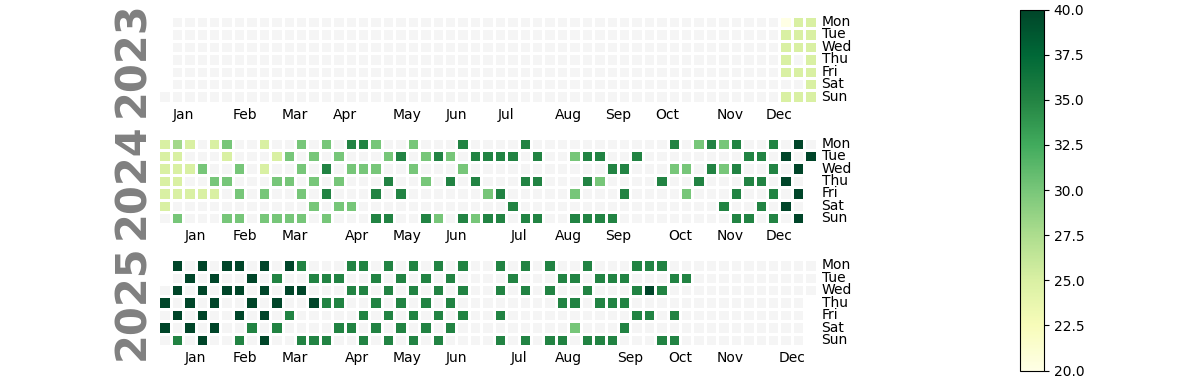 2023
Mon
Tue
Wed
Thu
Fri
Sat
Sun
Jan Feb Mar Apr May Jun Jul Aug Sep Oct Nov Dec
2024
Mon
Tue
Wed
Thu
Fri
Sat
Sun
Jan Feb Mar Apr May Jun Jul Aug Sep Oct Nov Dec
2025
Mon
Tue
Wed
Thu
Fri
Sat
Sun
Jan Feb Mar Apr May Jun Jul Aug Sep Oct Nov Dec
40.0
37.5
35.0
32.5
30.0
27.5
25.0
22.5
20.0